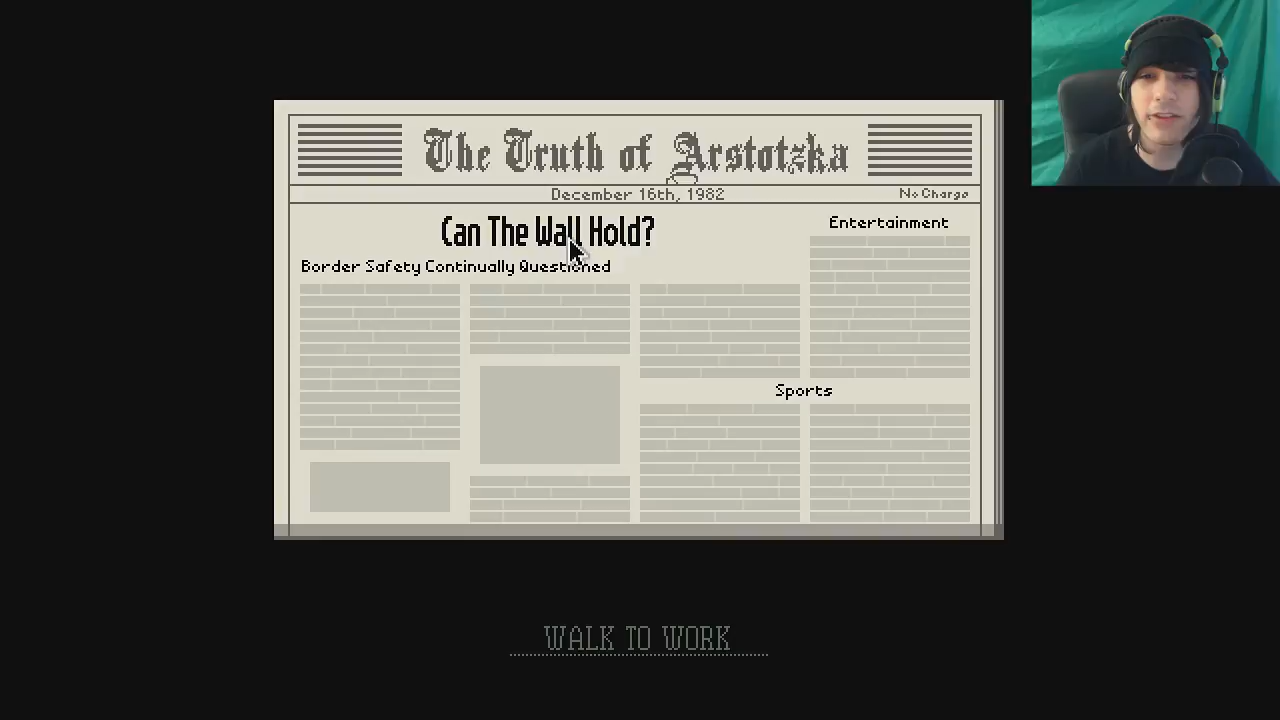 The Truth of Arstotzka
December 16th, 1982
No Charge
Can The Wall Hold?
Border Safety Continually Questioned
Entertainment
Sports
WALK TO WORK